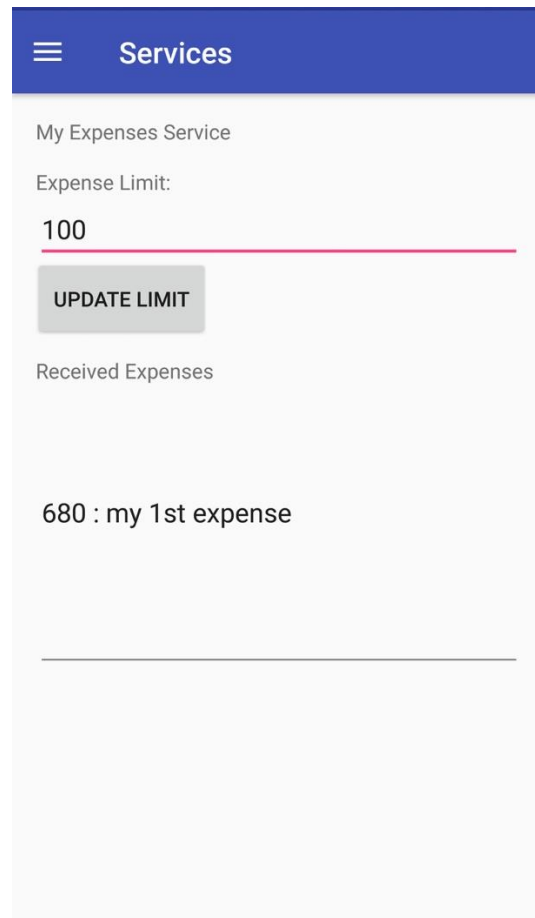 Services
My Expenses Service
Expense Limit:
100
UPDATE LIMIT
Received Expenses
680 : my 1st expense